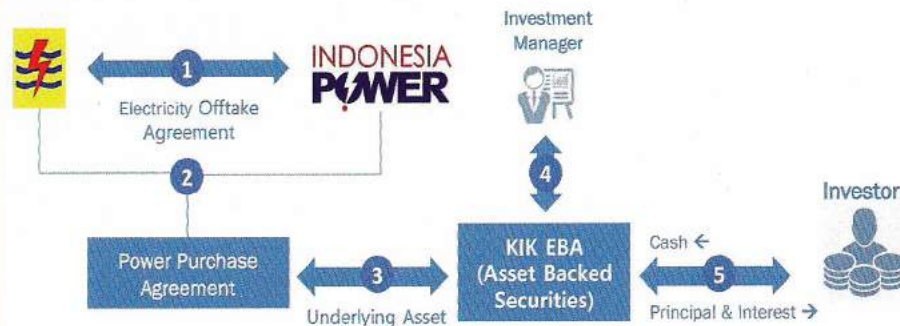 1
INDONESIA
POWER
Electricity Offtake
Agreement
Investment
Manager
2
4
Investor
Power Purchase
Agreement
3
Underlying Asset
KIK EBA
(Asset Backed
Securities)
Cash ←
5
Principal & Interest →